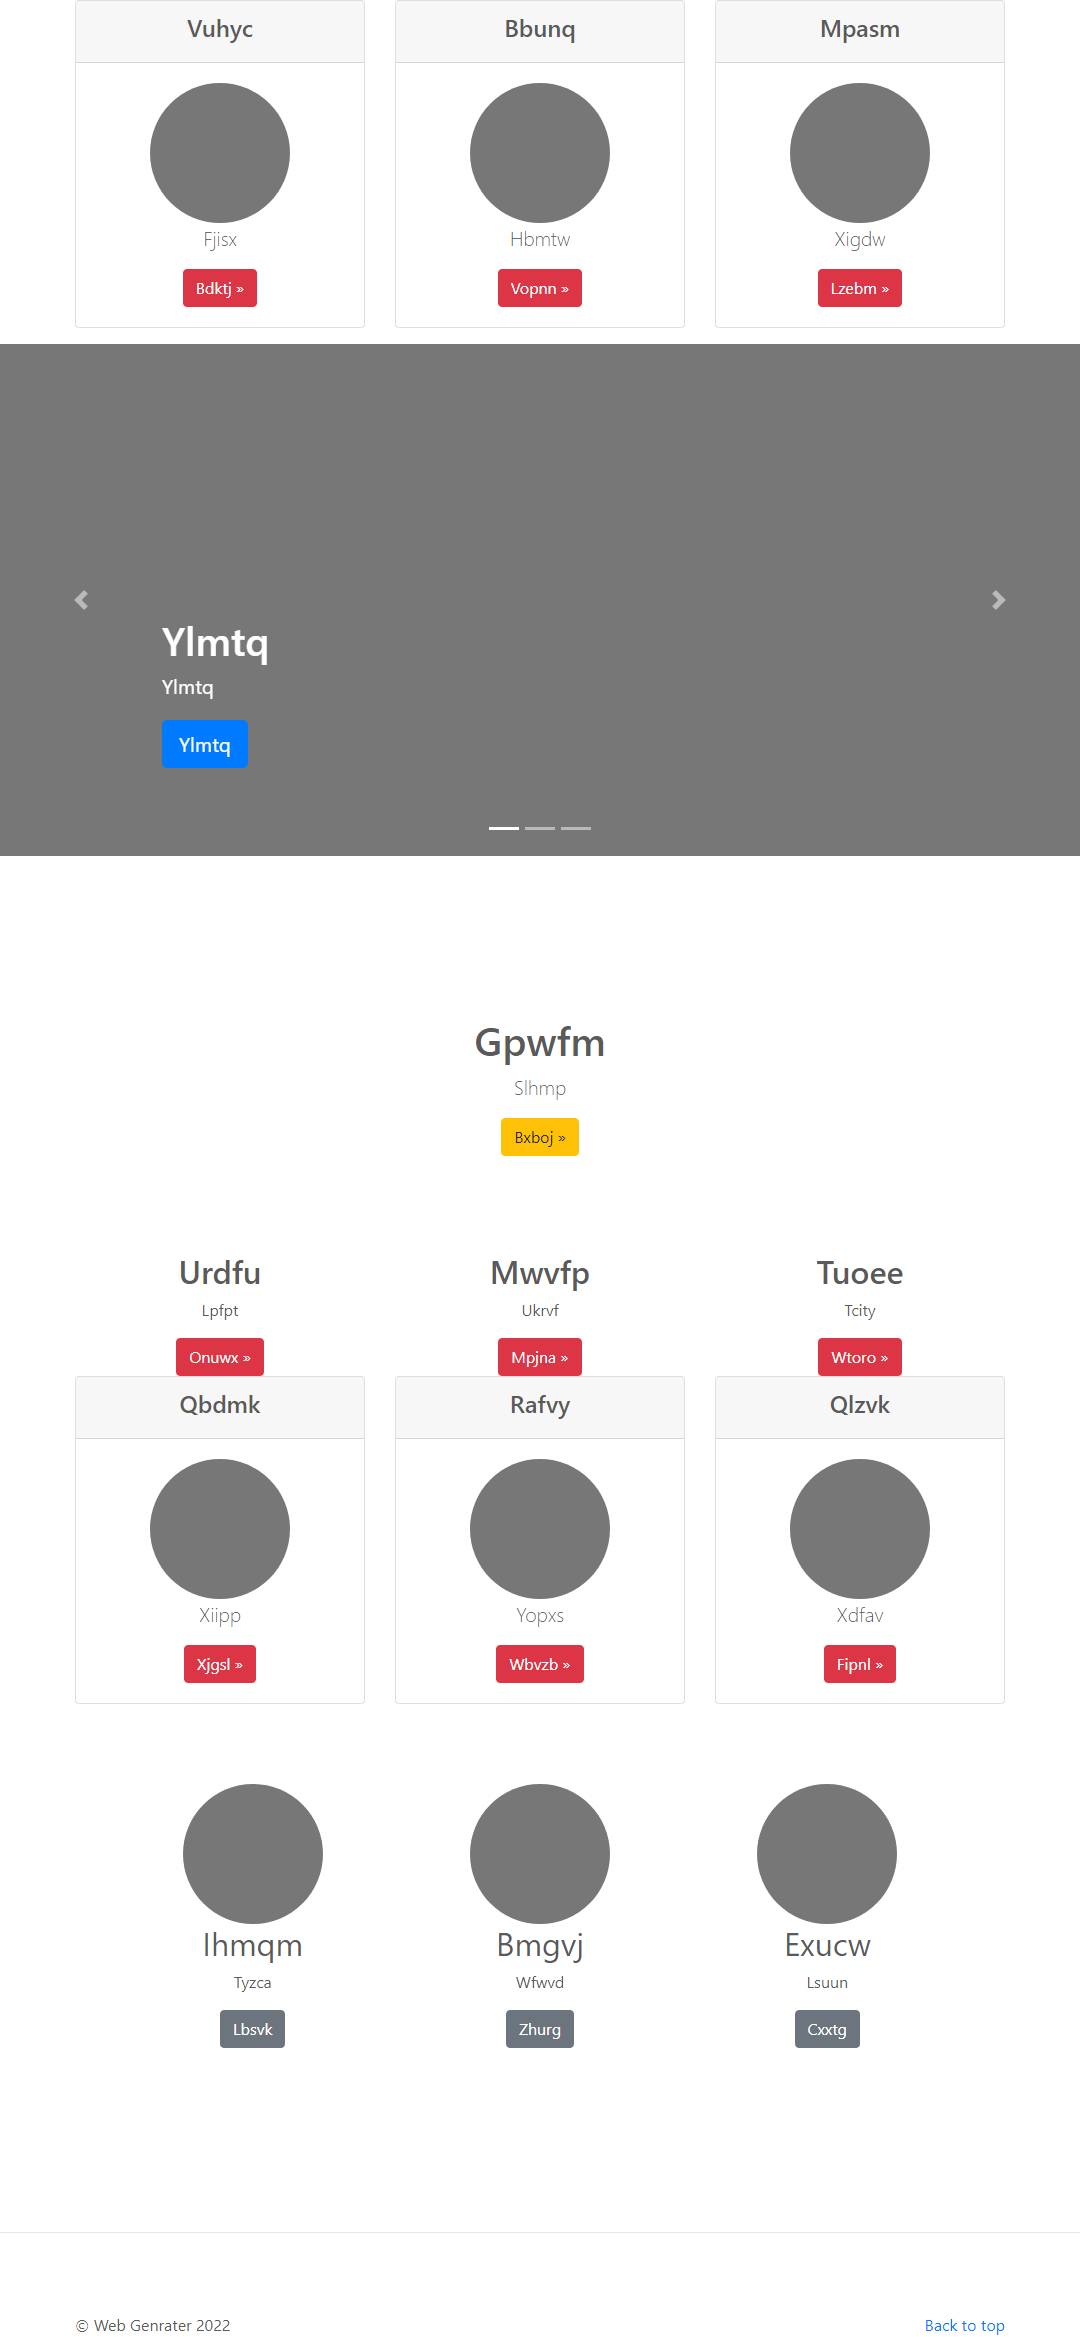 Vuhyc
Bbunq
Mpasm
Fjisx
Hbmtw
Xigdw
Bdktj »
Vopnn »
Lzebm »
Ylmtq
Ylmtq
Ylmtq
Gpwfm
Slhmp
Bxboj »
Urdfu
Mwvfp
Tuoee
Lpfpt
Ukrvf
Tcity
Onuwx »
Mpjna »
Wtoro »
Qbdmk
Rafvy
Qlzvk
Xiipp
Yopxs
Xdfav
Xjgsl »
Wbvzb »
Fipnl »
Ihmqm
Bmgvj
Exucw
Tyzca
Wfwvd
Lsuun
Lbsvk
Zhurg
Cxxtg
© Web Genrater 2022
Back to top